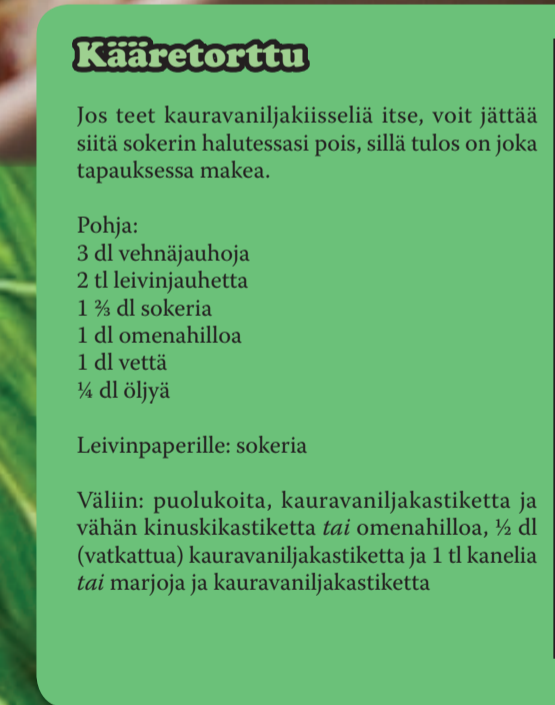 Kääretorttu
Jos teet kauravaniljakiisseliä itse, voit jättää
siitä sokerin halutessasi pois, sillä tulos on joka
tapauksessa makea.
Pohja:
3 dl vehnäjauhoja
2 tl leivinjauhetta
1 ⅔ dl sokeria
1 dl omenahilloa
1 dl vettä
¼ dl öljyä
Leivinpaperille: sokeria
Väliin: puolukoita, kauravaniljakastiketta ja
vähän kinuskikastiketta tai omenahilloa, ½ dl
(vatkattua) kauravaniljakastiketta ja 1 tl kanelia
tai marjoja ja kauravaniljakastiketta